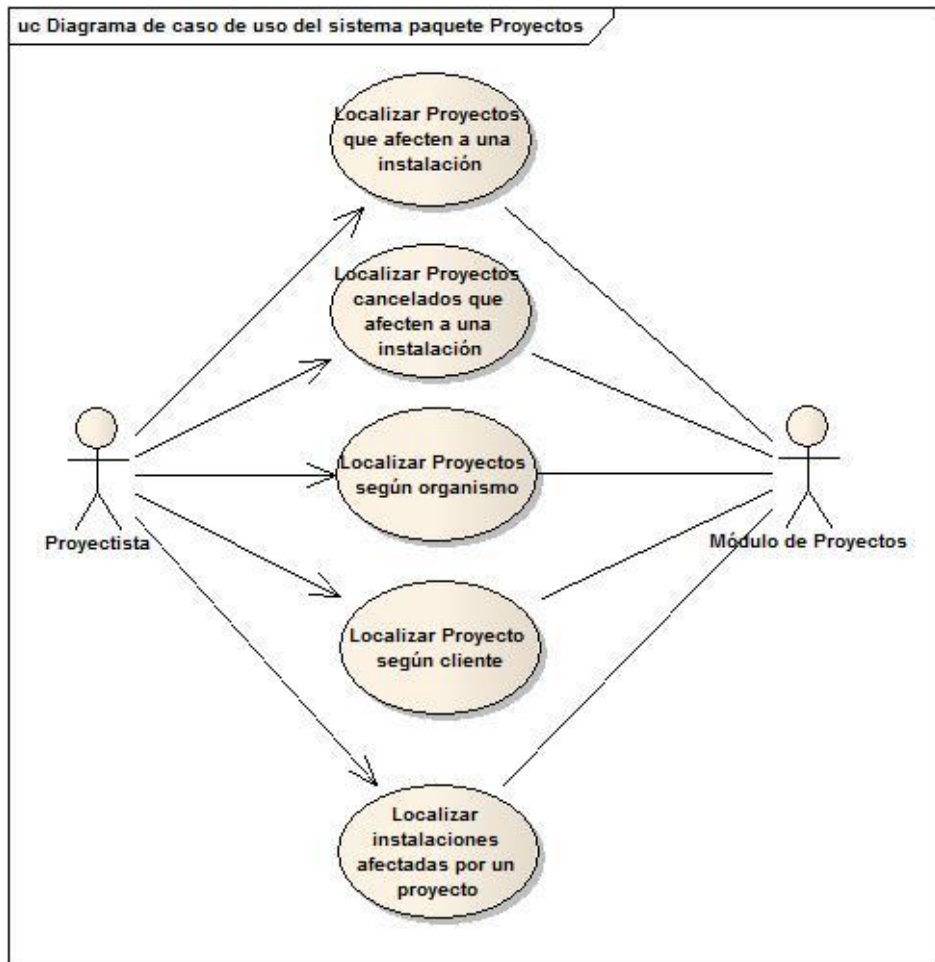 uc Diagrama de caso de uso del sistema paquete Proyectos
Localizar Proyectos
que afecten a una
instalación
Localizar Proyectos
cancelados que
afecten a una
instalación
Localizar Proyectos
según organismo
Proyectista
Módulo de Proyectos
Localizar Proyecto
según cliente
Localizar
instalaciones
afectadas por un
proyecto